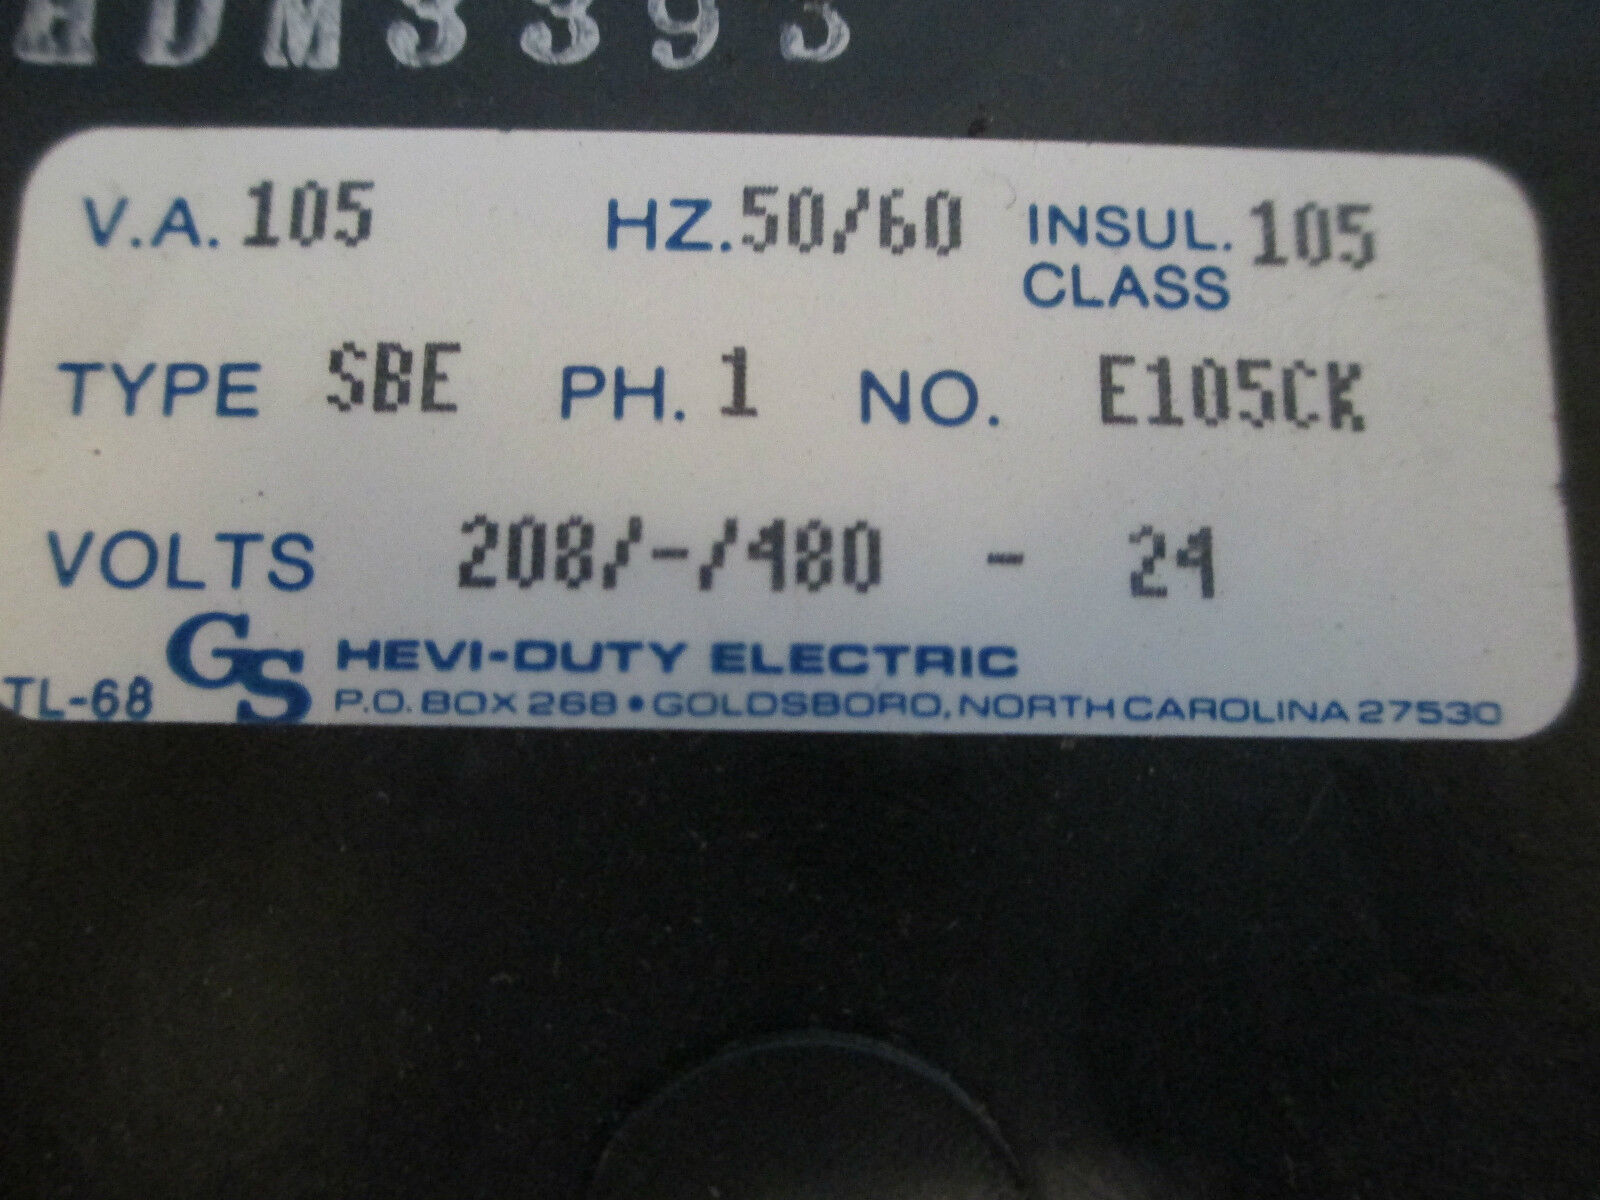 HDM3393
V.A. 105 HZ. 50/60 INSUL. CLASS 105
TYPE SBE PH. 1 NO. E105CK
VOLTS 208/-/480 - 24
GS HEVI-DUTY ELECTRIC
TL-68 P.O. BOX 268 • GOLDSBORO, NORTH CAROLINA 27530